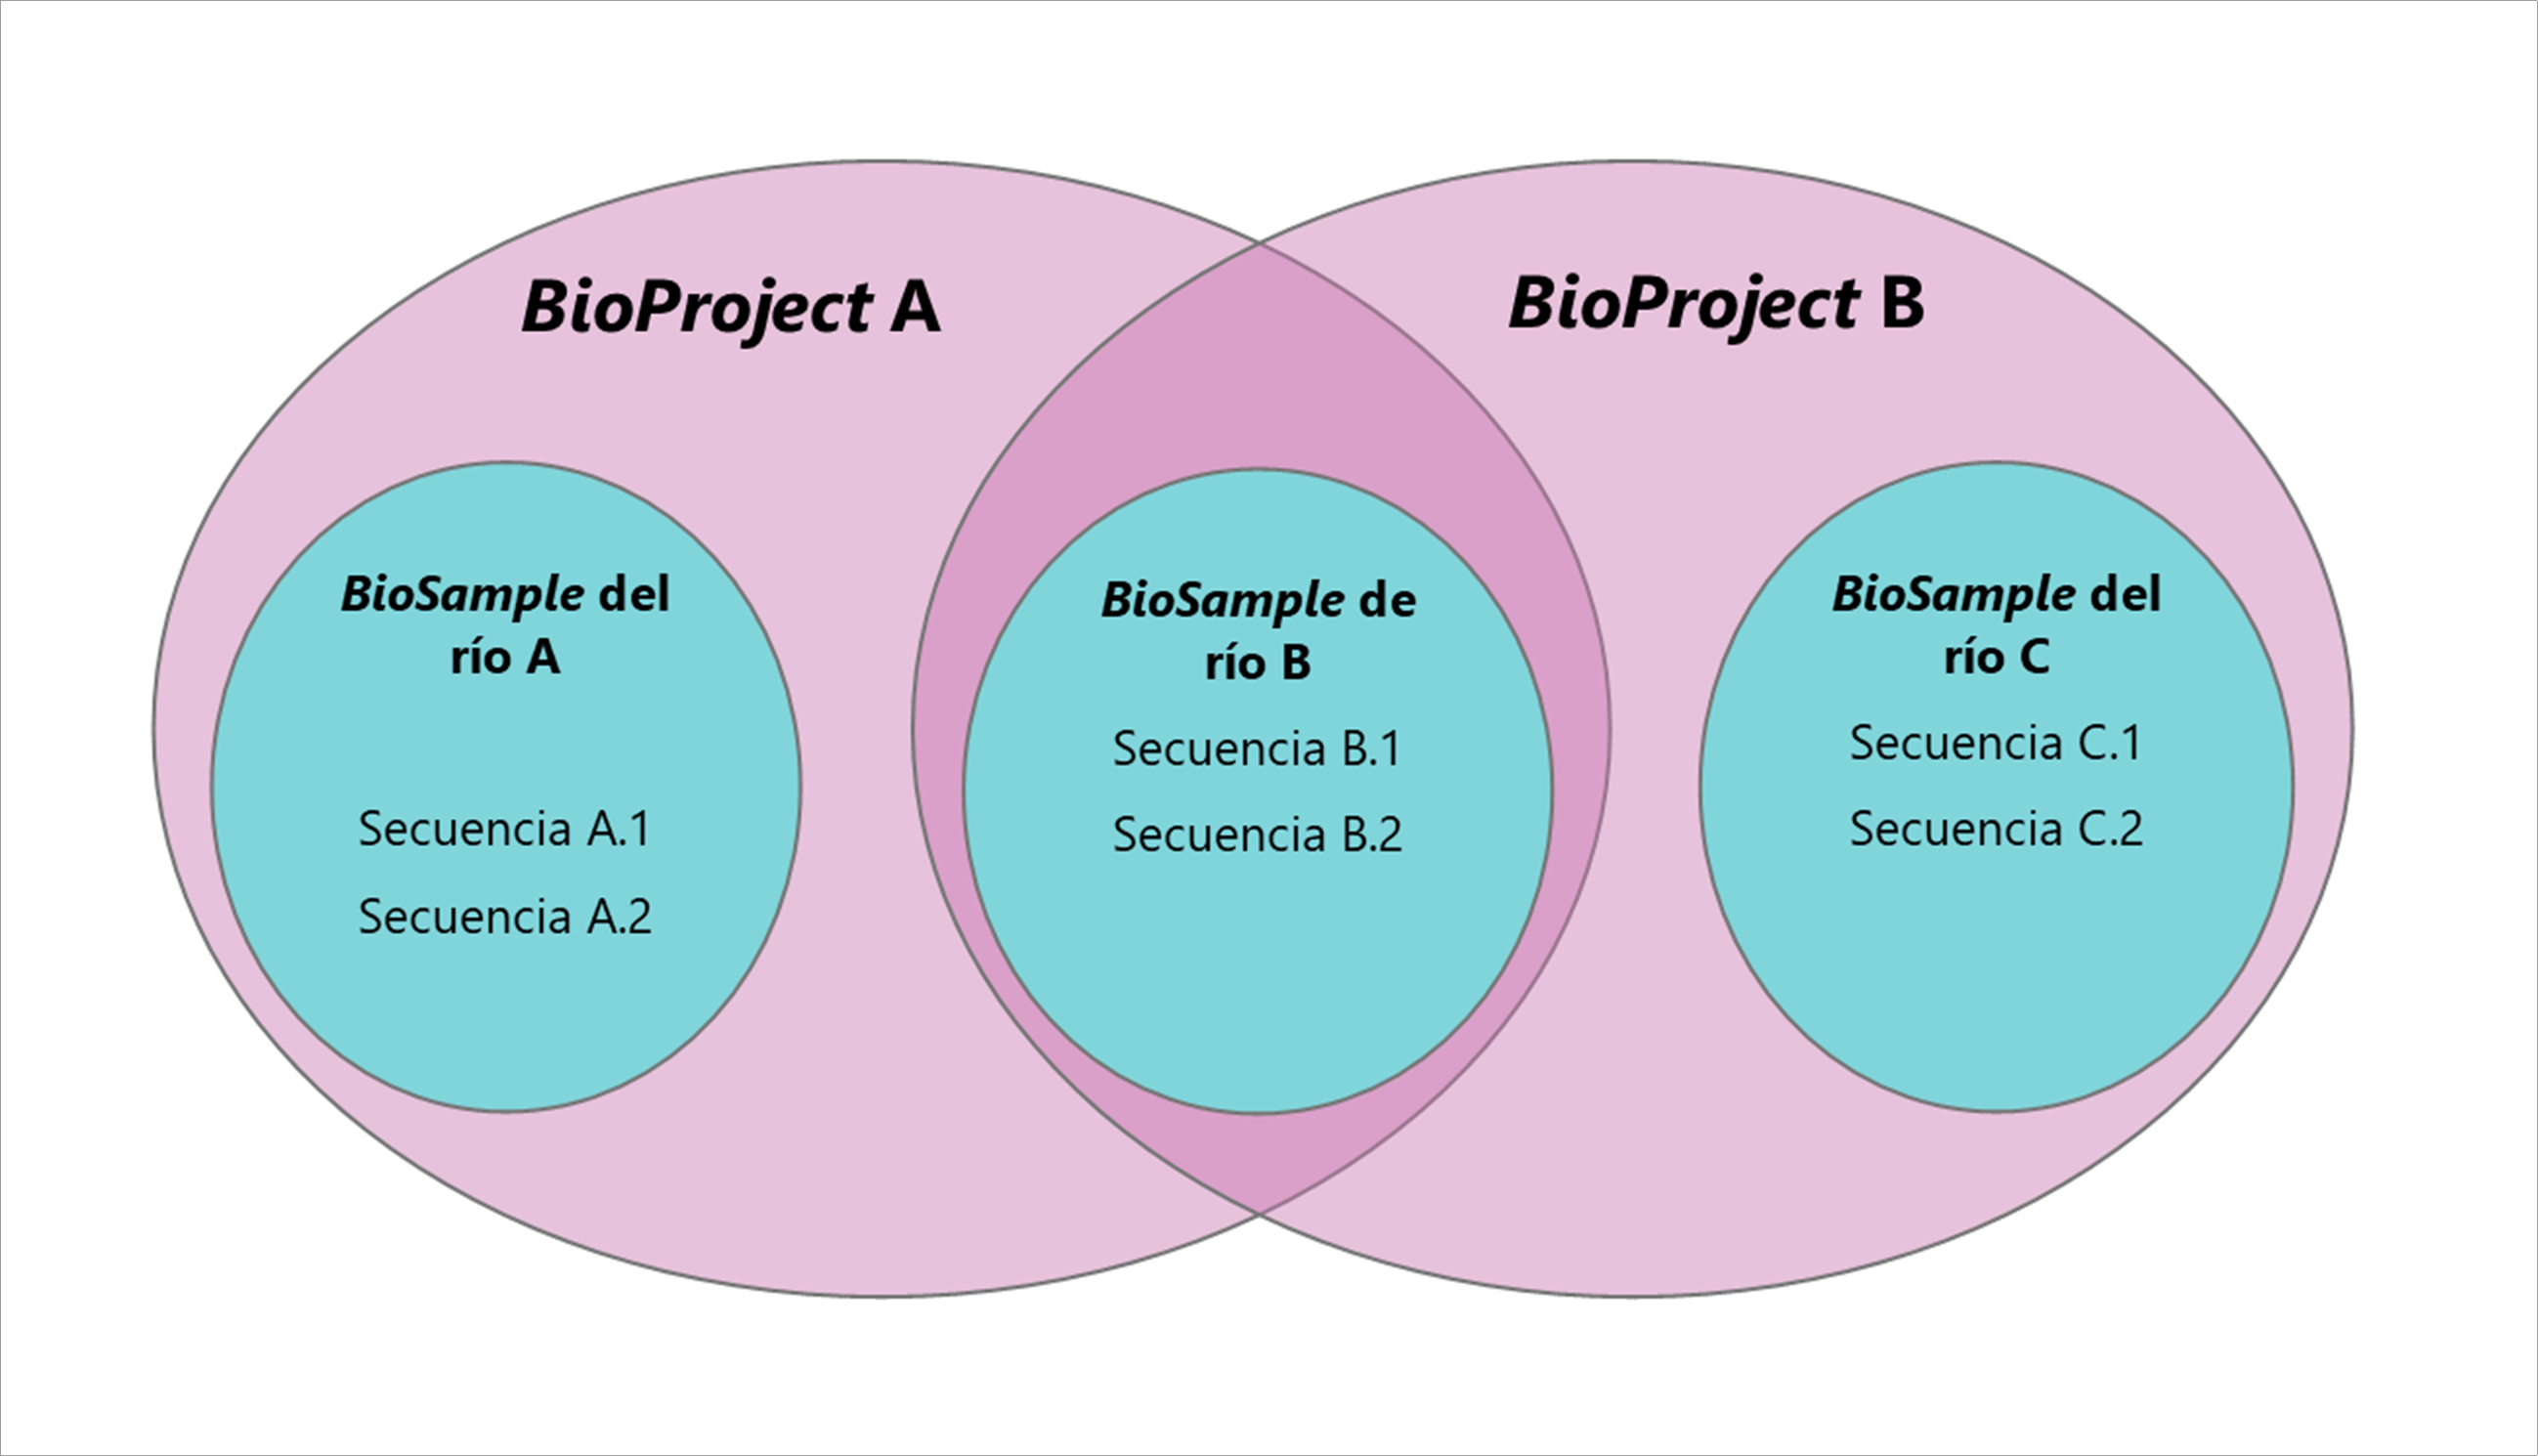 BioProject A
BioProject B
BioSample del
río A
Secuencia A.1
Secuencia A.2
BioSample de
río B
Secuencia B.1
Secuencia B.2
BioSample del
río C
Secuencia C.1
Secuencia C.2